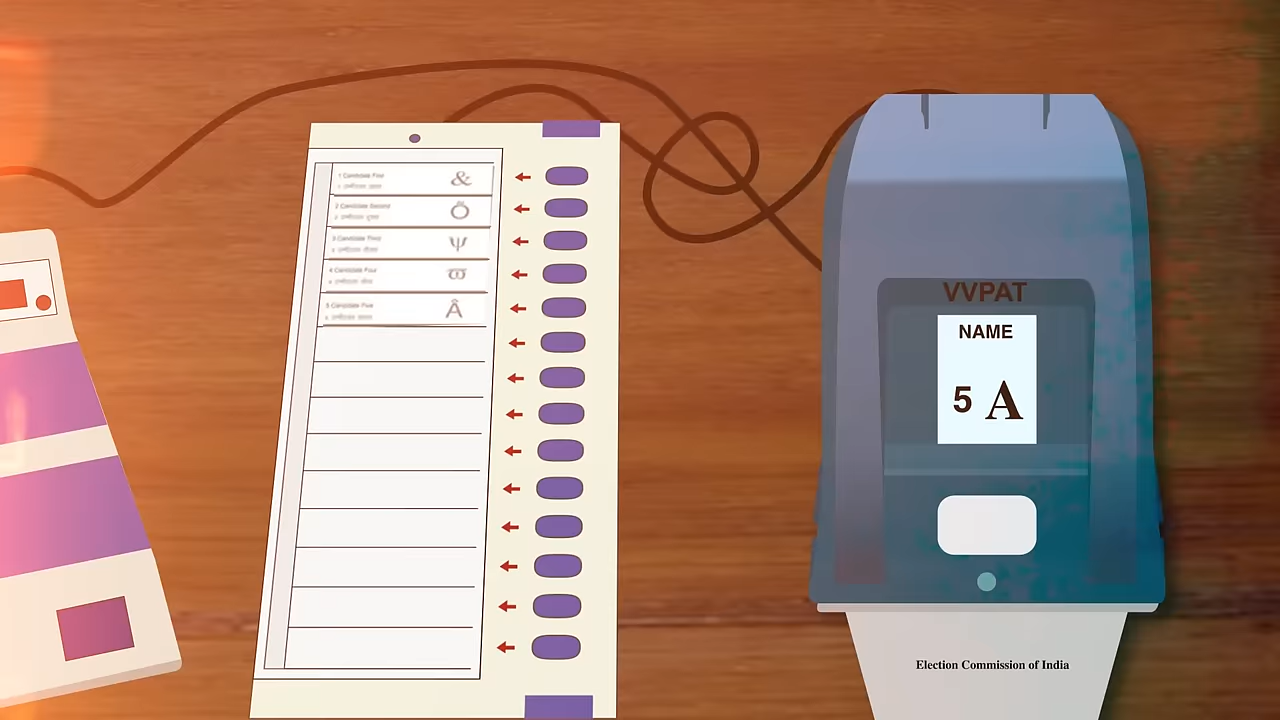 1 Candidate First
&
2 Candidate Second
Ö
3 Candidate Third
Ψ
4 Candidate Four
5 Candidate Five
Â
VVPAT
NAME
5 A
Election Commission of India